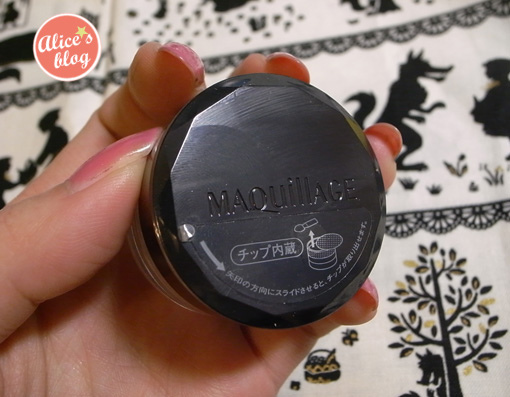 Alice's
blog
MAQuillAGE
チップ内蔵
矢印の方向にスライドさせると、チップが取り出せます。